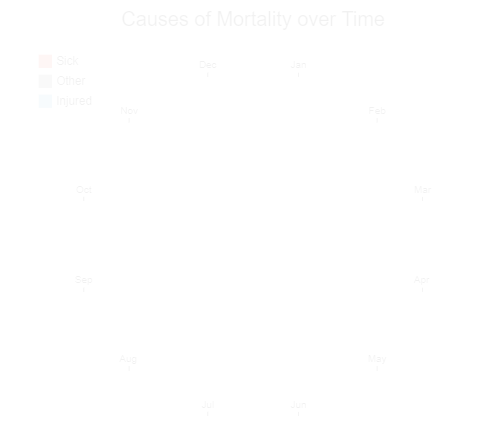 Causes of Mortality over Time
Sick
Other
Injured
Dec
Jan
Nov
Feb
Oct
Mar
Sep
Apr
Aug
May
Jul
Jun